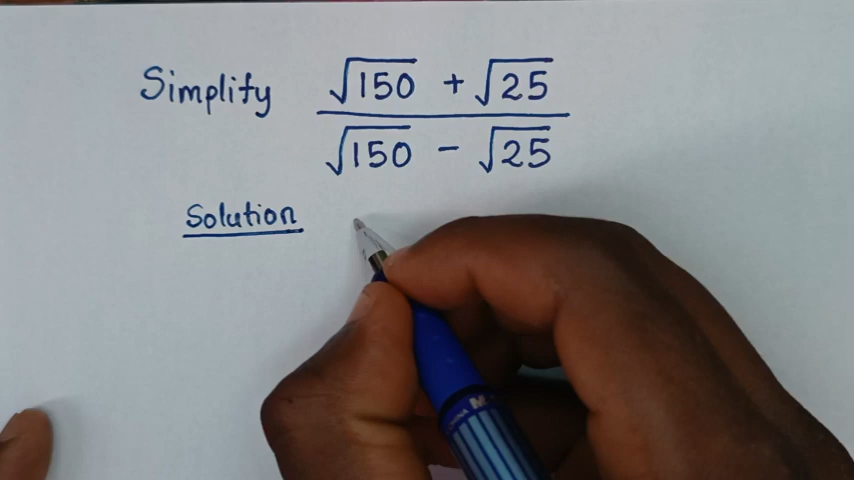 Simplify (√150 + √25) / (√150 − √25)
Solution